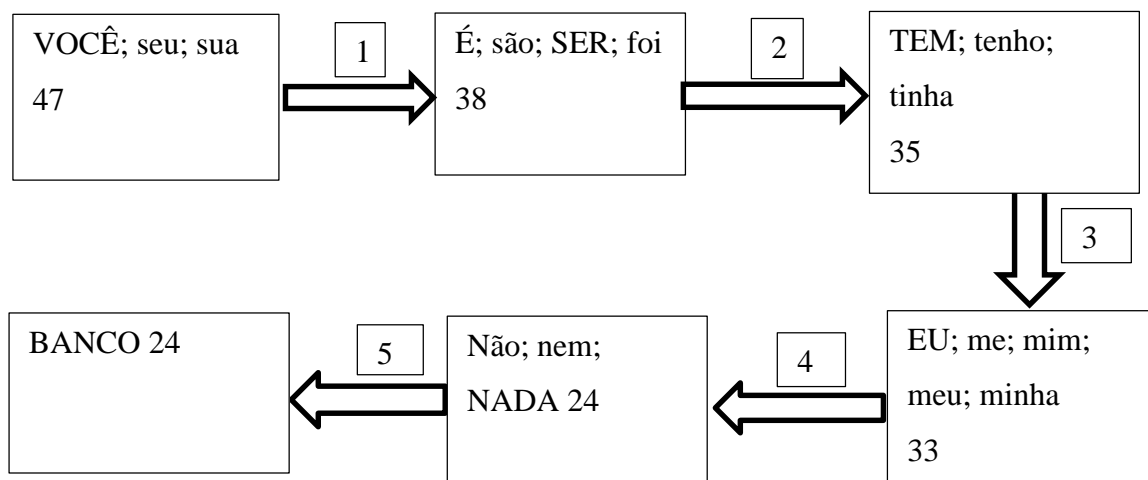 VOCÊ; seu; sua
47
1
É; são; SER; foi
38
2
TEM; tenho;
tinha
35
3
EU; me; mim;
meu; minha
33
4
Não; nem;
NADA 24
5
BANCO 24